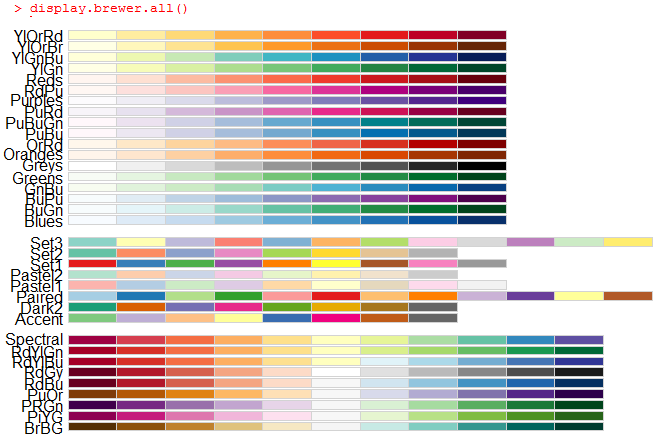 > display.brewer.all()
YlOrRd
YlOrBr
YlGnBu
YlGn
Reds
RdPu
Purples
PuRd
PuBuGn
PuBu
OrRd
Oranges
Greys
Greens
GnBu
BuPu
BuGn
Blues
Set3
Set2
Set1
Pastel2
Pastel1
Paired
Dark2
Accent
Spectral
RdYlGn
RdYlBu
RdGy
RdBu
PuOr
PRGn
PiYG
BrBG